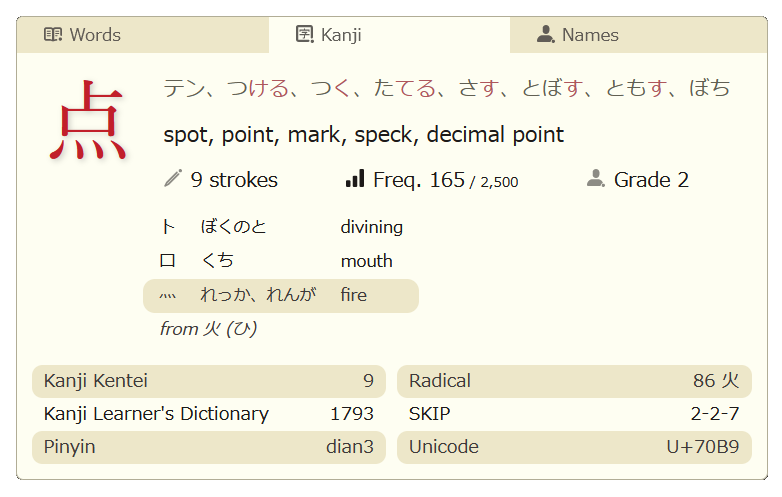 Words Kanji Names
点
テン、つける、つく、たてる、さす、とぼす、ともす、ぼち
spot, point, mark, speck, decimal point
9 strokes Freq. 165 / 2,500 Grade 2
ト ぼくのと divining
口 くち mouth
灬 れっか、れんが fire
from 火 (ひ)
Kanji Kentei 9 Radical 86 火
Kanji Learner's Dictionary 1793 SKIP 2-2-7
Pinyin dian3 Unicode U+70B9